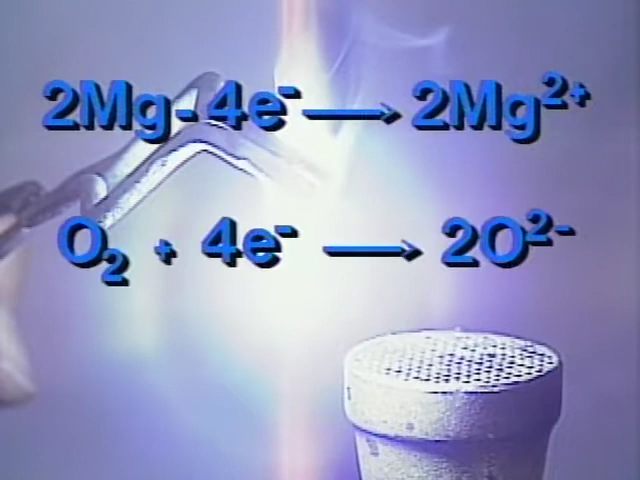 2Mg - 4e⁻ ⟶ 2Mg²⁺
O₂ + 4e⁻ ⟶ 2O²⁻